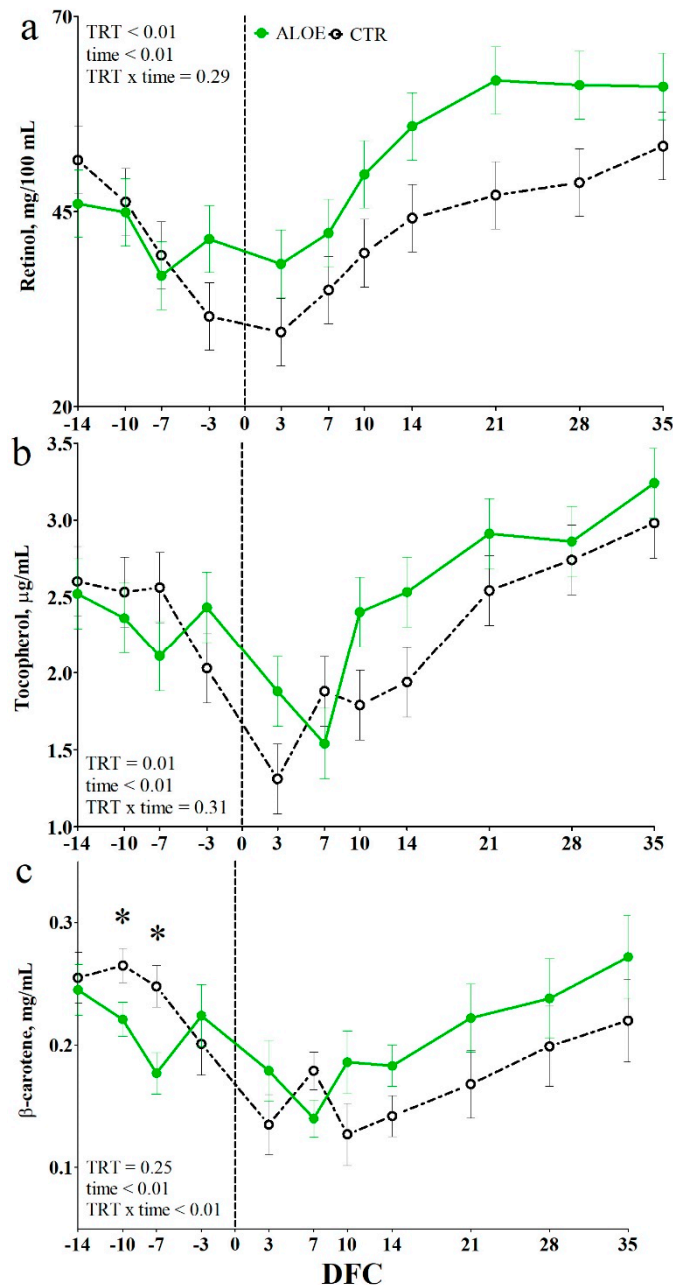 a
70
TRT < 0.01
time < 0.01
TRT x time = 0.29
ALOE CTR
Retinol, mg/100 mL
45
20
-14 -10 -7 -3 0 3 7 10 14 21 28 35
b
3.5
3.0
2.5
2.0
1.5
1.0
Tocopherol, µg/mL
TRT = 0.01
time < 0.01
TRT x time = 0.31
-14 -10 -7 -3 0 3 7 10 14 21 28 35
c
0.3
* *
0.2
0.1
β-carotene, mg/mL
TRT = 0.25
time < 0.01
TRT x time < 0.01
-14 -10 -7 -3 0 3 7 10 14 21 28 35
DFC